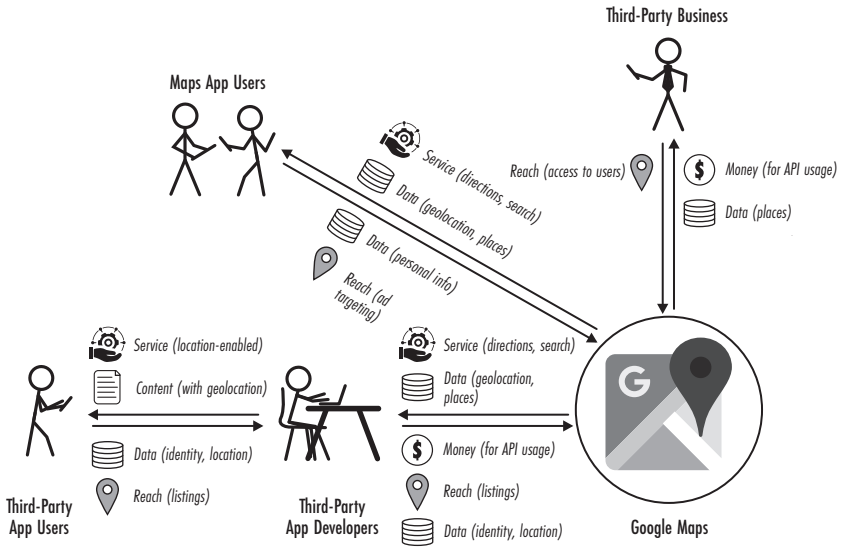 Third-Party Business
Maps App Users
Service (directions, search)
Data (geolocation, places)
Data (personal info)
Reach (ad
targeting)
Reach (access to users)
$
Money (for API usage)
Data (places)
Service (location-enabled)
Content (with geolocation)
Data (identity, location)
Reach (listings)
Service (directions, search)
Data (geolocation,
places)
$
Money (for API usage)
Reach (listings)
Data (identity, location)
G
Third-Party
App Users
Third-Party
App Developers
Google Maps